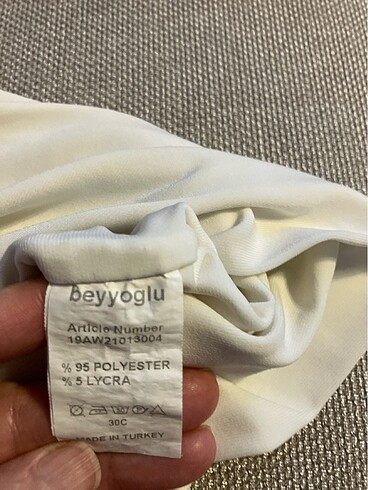 beyyoglu
Article Number
19AW21013004
% 95 POLYESTER
% 5 LYCRA
30C
MADE IN TURKEY